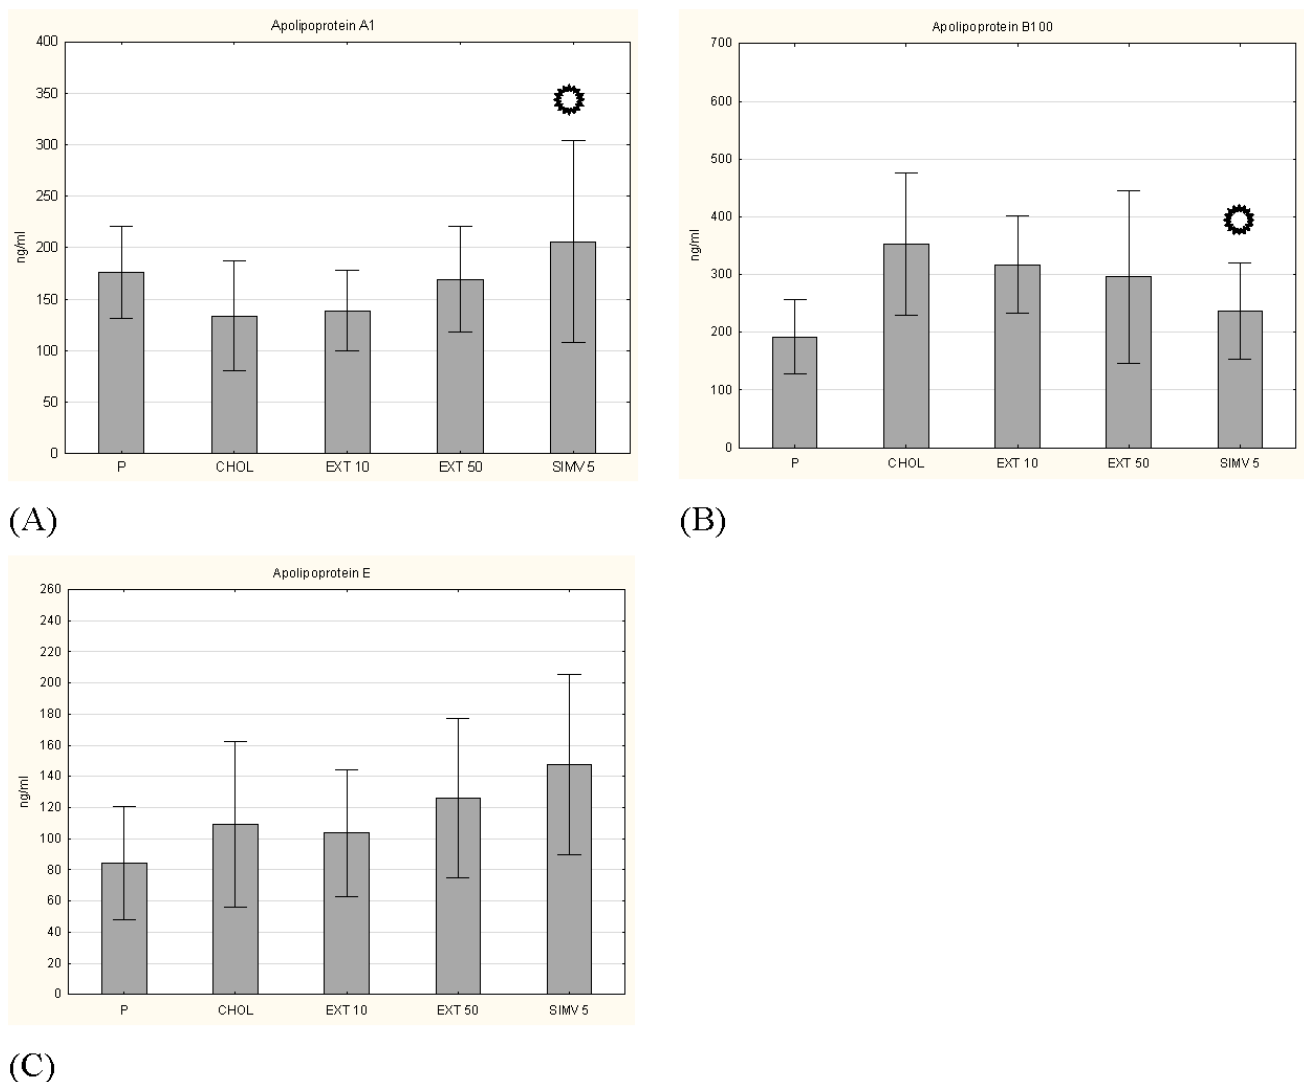 Apolipoprotein A1
400
350
300
250
200
150
100
50
0
ng/ml
P CHOL EXT 10 EXT 50 SIMV 5
(A)
Apolipoprotein B100
700
600
500
400
300
200
100
0
ng/ml
P CHOL EXT 10 EXT 50 SIMV 5
(B)
Apolipoprotein E
260
240
220
200
180
160
140
120
100
80
60
40
20
0
ng/ml
P CHOL EXT 10 EXT 50 SIMV 5
(C)